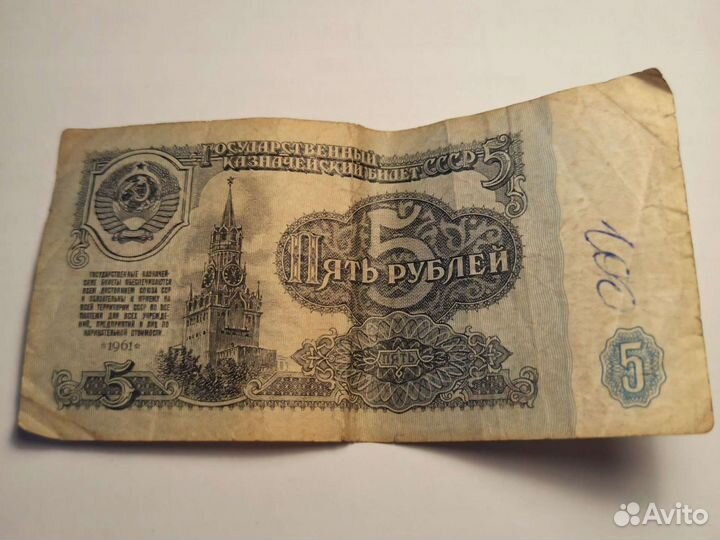 ГОСУДАРСТВЕННЫЙ
КАЗНАЧЕЙСКИЙ БИЛЕТ СССР 5
5
ПЯТЬ РУБЛЕЙ
ГОСУДАРСТВЕННЫЕ КАЗНАЧЕЙ-
СКИЕ БИЛЕТЫ ОБЕСПЕЧИВАЮТСЯ
ВСЕМ ДОСТОЯНИЕМ СОЮЗА ССР
И ОБЯЗАТЕЛЬНЫ К ПРИЕМУ НА
ВСЕЙ ТЕРРИТОРИИ СССР ВО ВСЕ
ПЛАТЕЖИ ДЛЯ ВСЕХ УЧРЕЖДЕ-
НИЙ, ПРЕДПРИЯТИЙ И ЛИЦ ПО
НАРИЦАТЕЛЬНОЙ СТОИМОСТИ.
*1961*
5
ПЯТЬ
5
5
Avito